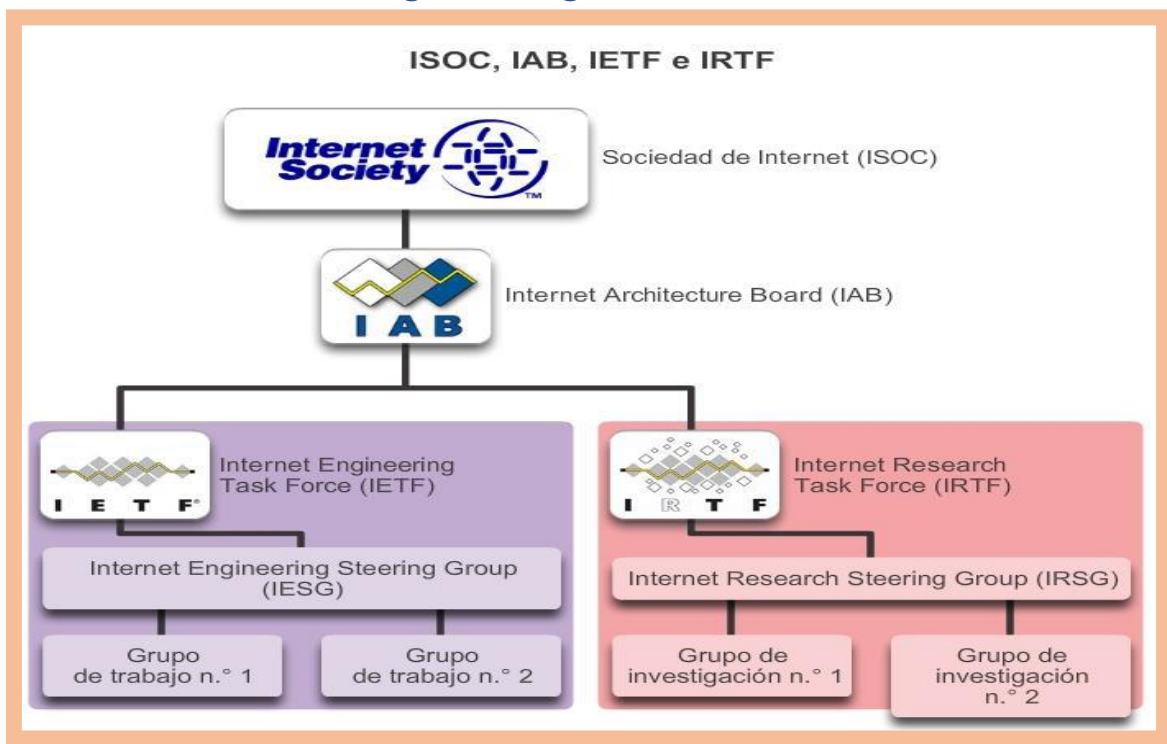 ISOC, IAB, IETF e IRTF
Internet
Society
TM
Sociedad de Internet (ISOC)
I A B
Internet Architecture Board (IAB)
I E T F®
Internet Engineering
Task Force (IETF)
I R T F
Internet Research
Task Force (IRTF)
Internet Engineering Steering Group
(IESG)
Internet Research Steering Group (IRSG)
Grupo
de trabajo n.° 1
Grupo
de trabajo n.° 2
Grupo de
investigación n.° 1
Grupo de
investigación
n.° 2